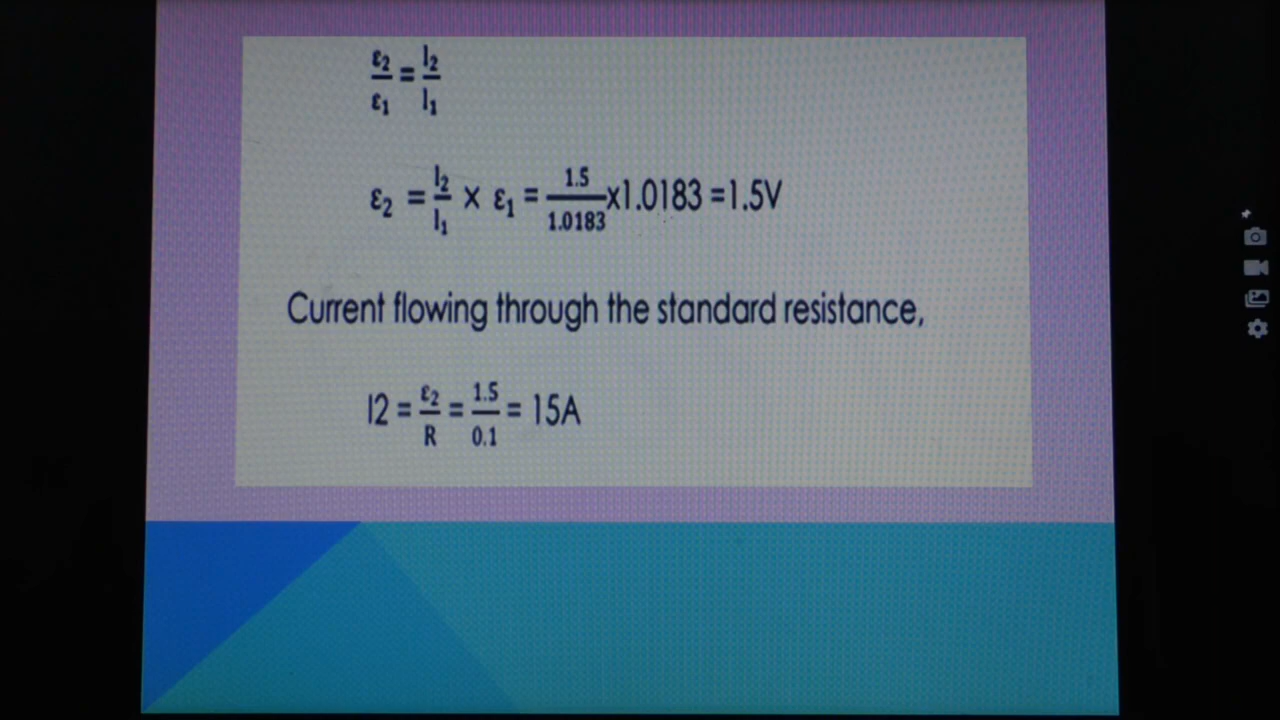 ε2/ε1 = l2/l1
ε2 = l2/l1 x ε1 = 1.5/1.0183 x1.0183 =1.5V
Current flowing through the standard resistance,
I2 = ε2/R = 1.5/0.1 = 15A